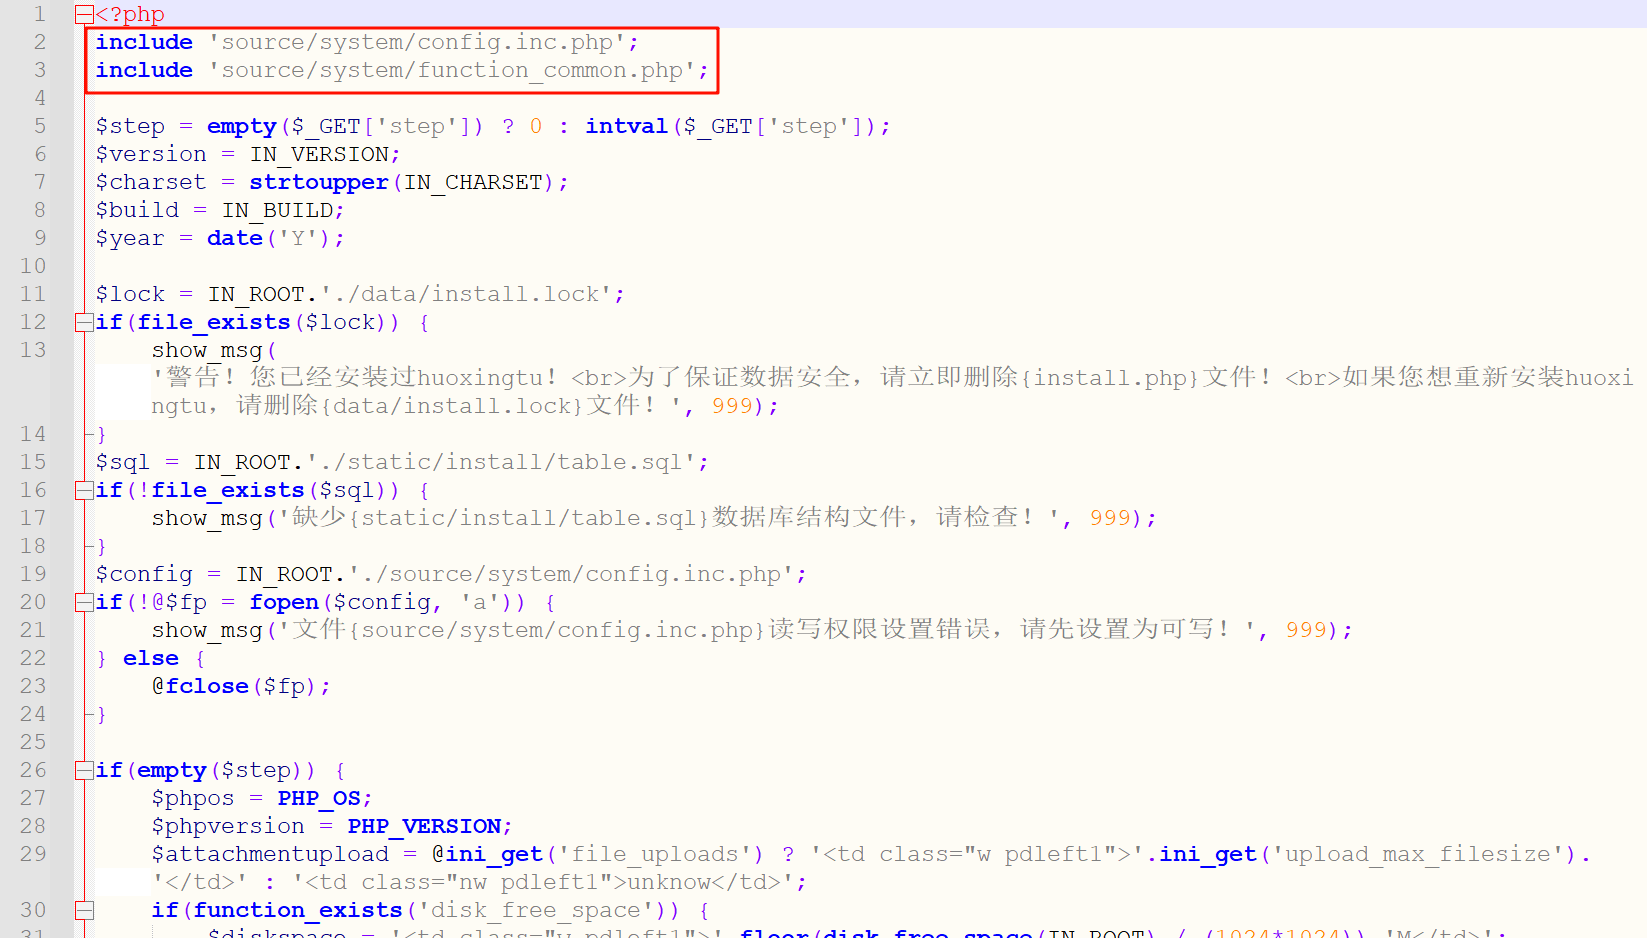 1 <?php
2 include 'source/system/config.inc.php';
3 include 'source/system/function_common.php';
4
5 $step = empty($_GET['step']) ? 0 : intval($_GET['step']);
6 $version = IN_VERSION;
7 $charset = strtoupper(IN_CHARSET);
8 $build = IN_BUILD;
9 $year = date('Y');
10
11 $lock = IN_ROOT.'./data/install.lock';
12 if(file_exists($lock)) {
13 show_msg(
'警告！您已经安装过huoxingtu！<br>为了保证数据安全，请立即删除{install.php}文件！<br>如果您想重新安装huoxi
ngtu，请删除{data/install.lock}文件！', 999);
14 }
15 $sql = IN_ROOT.'./static/install/table.sql';
16 if(!file_exists($sql)) {
17 show_msg('缺少{static/install/table.sql}数据库结构文件，请检查！', 999);
18 }
19 $config = IN_ROOT.'./source/system/config.inc.php';
20 if(!@$fp = fopen($config, 'a')) {
21 show_msg('文件{source/system/config.inc.php}读写权限设置错误，请先设置为可写！', 999);
22 } else {
23 @fclose($fp);
24 }
25
26 if(empty($step)) {
27 $phpos = PHP_OS;
28 $phpversion = PHP_VERSION;
29 $attachmentupload = @ini_get('file_uploads') ? '<td class="w pdleft1">'.ini_get('upload_max_filesize').
'</td>' : '<td class="nw pdleft1">unknow</td>';
30 if(function_exists('disk_free_space')) {
31 $diskspace = '<td class="w pdleft1">'.floor(disk_free_space(IN_ROOT) / (1024*1024)).'M</td>';